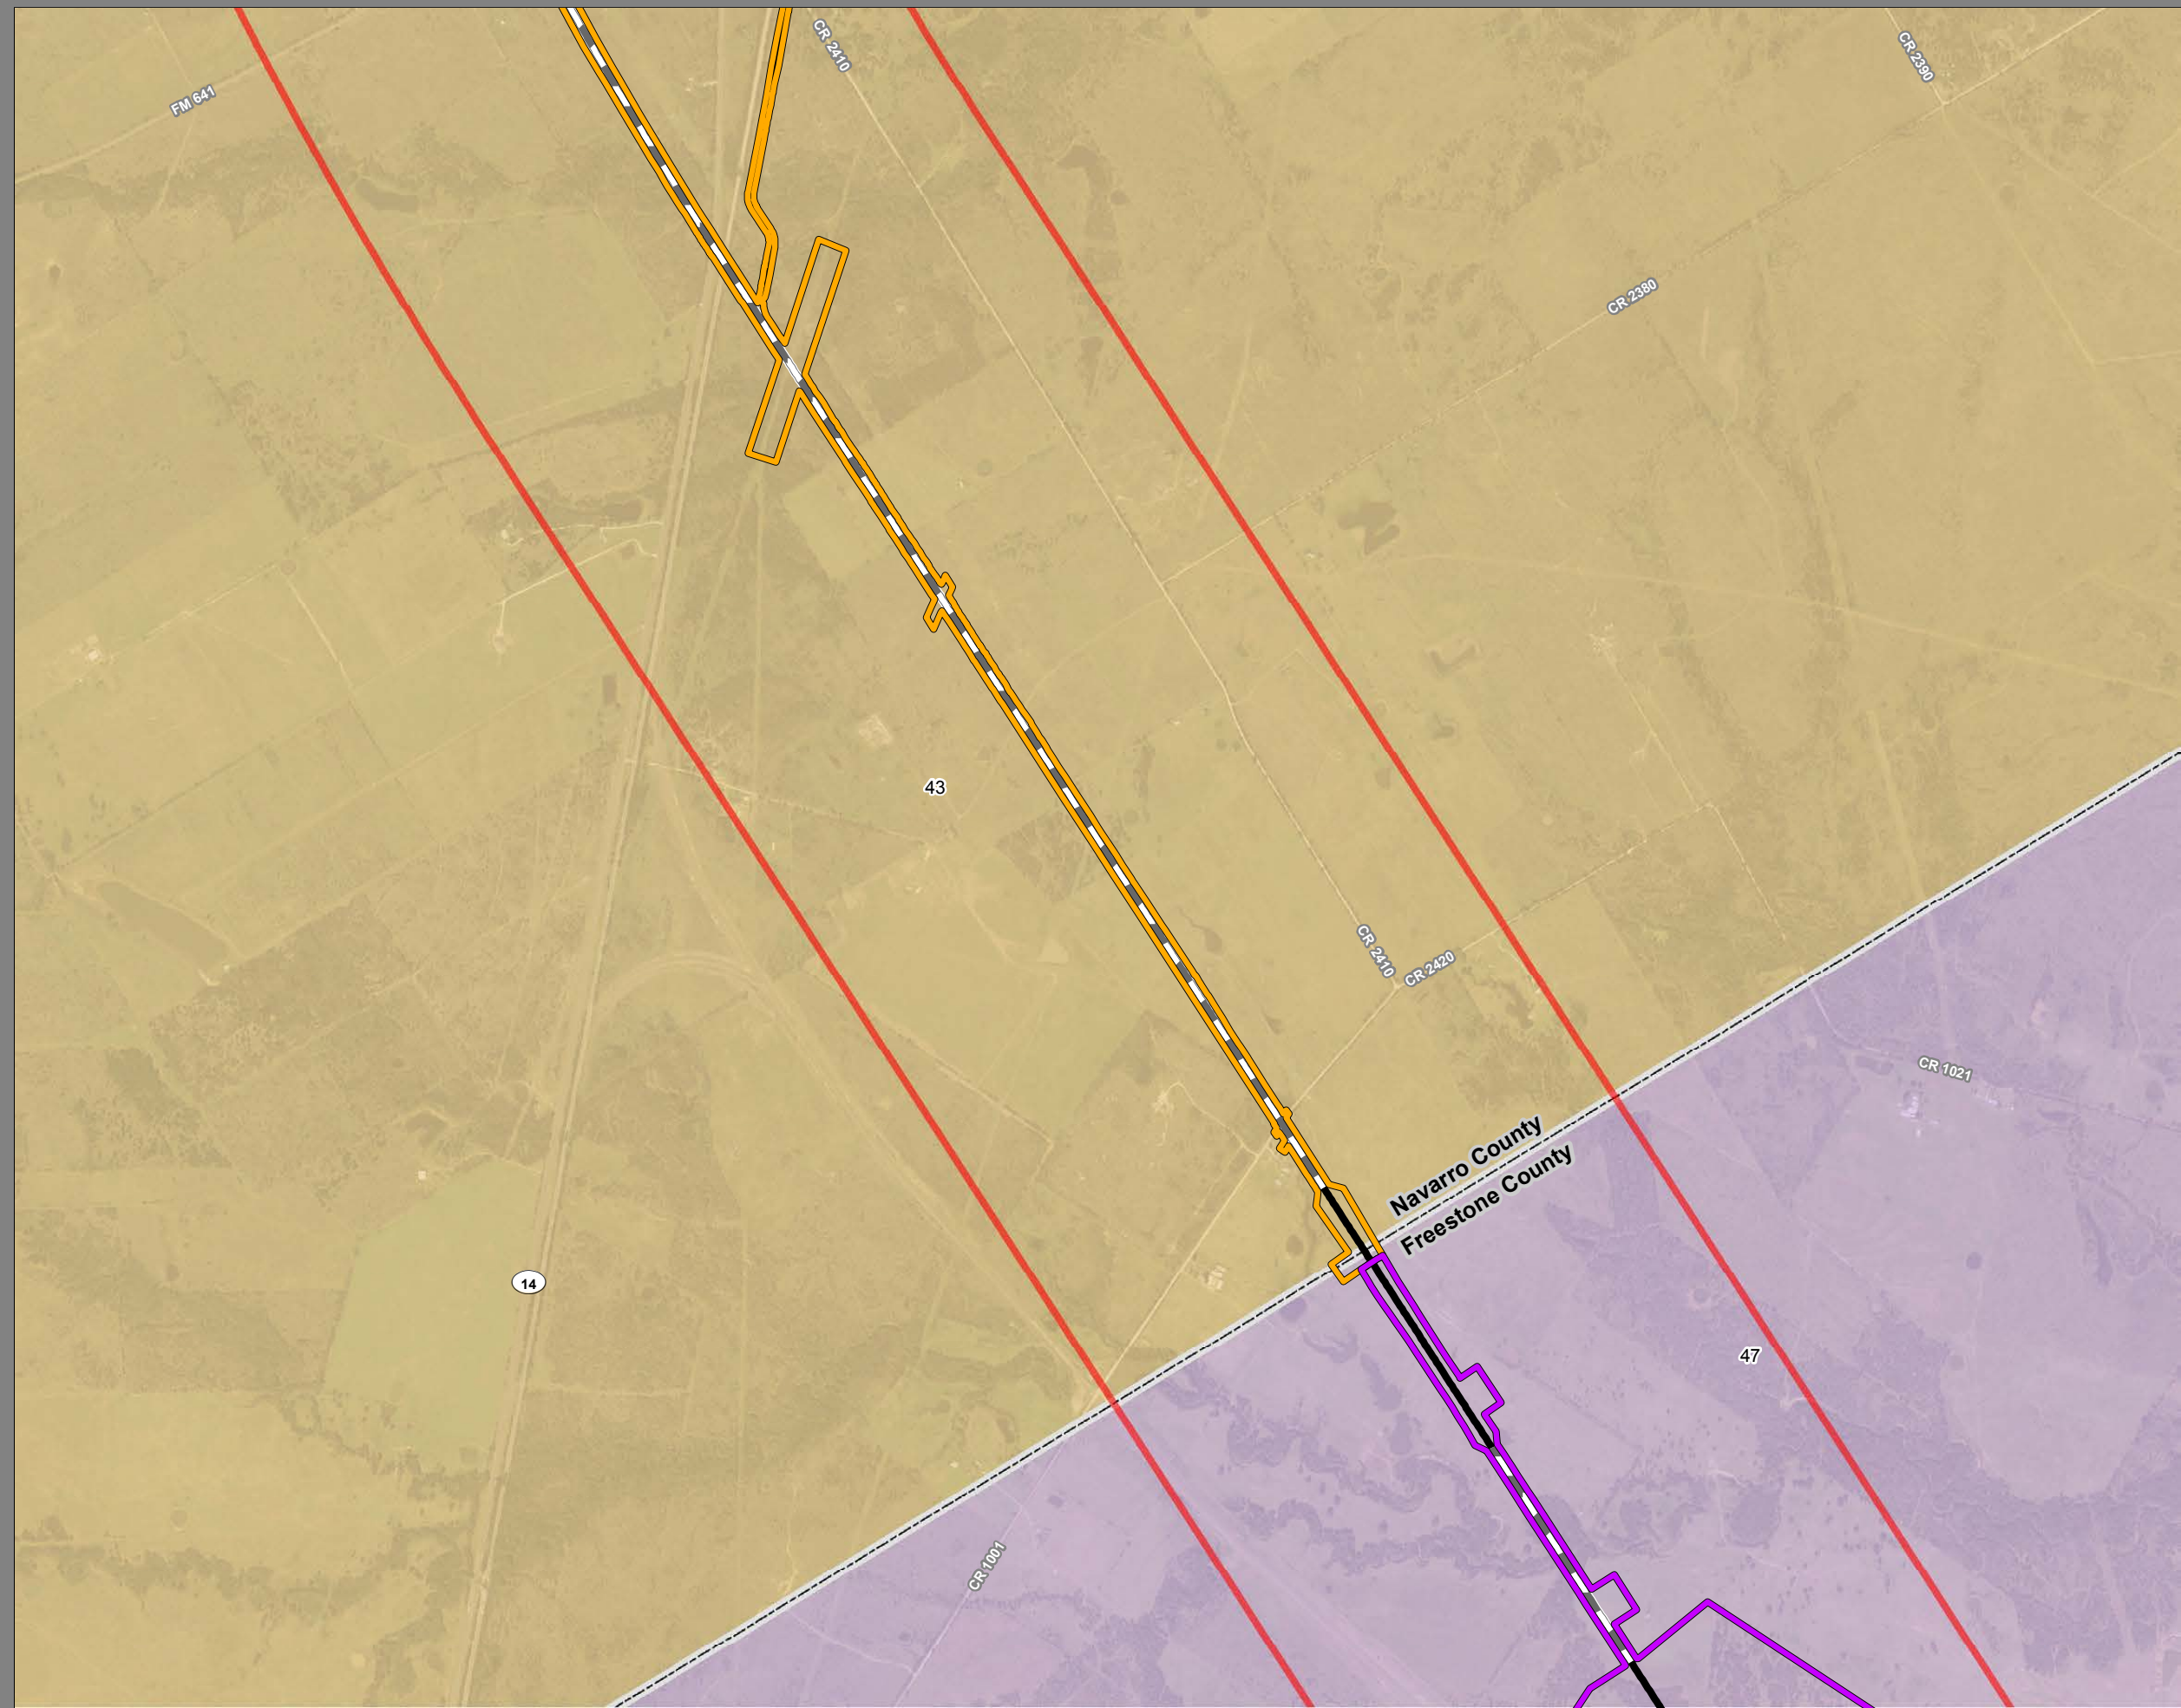 CR 2410
CR 2390
FM 641
CR 2380
43
CR 2410
CR 2420
CR 1021
Navarro County
Freestone County
14
47
CR 1001